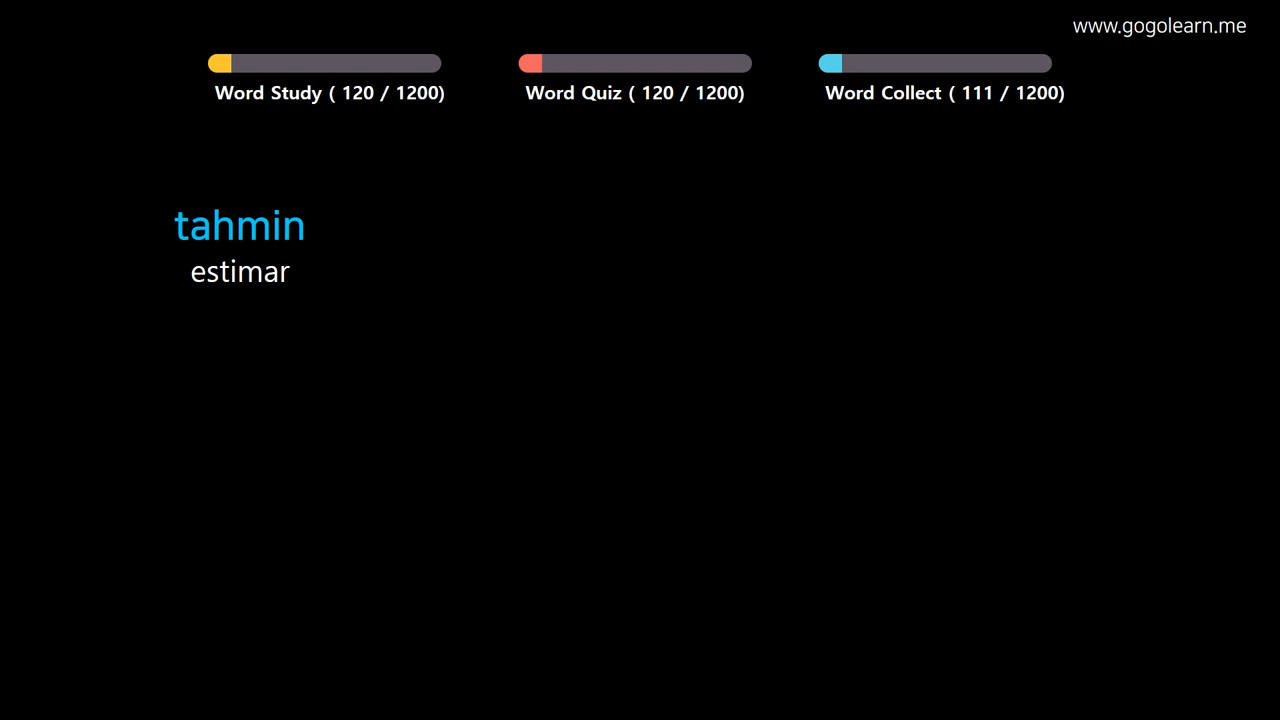 www.gogolearn.me
Word Study ( 120 / 1200)
Word Quiz ( 120 / 1200)
Word Collect ( 111 / 1200)
tahmin
estimar